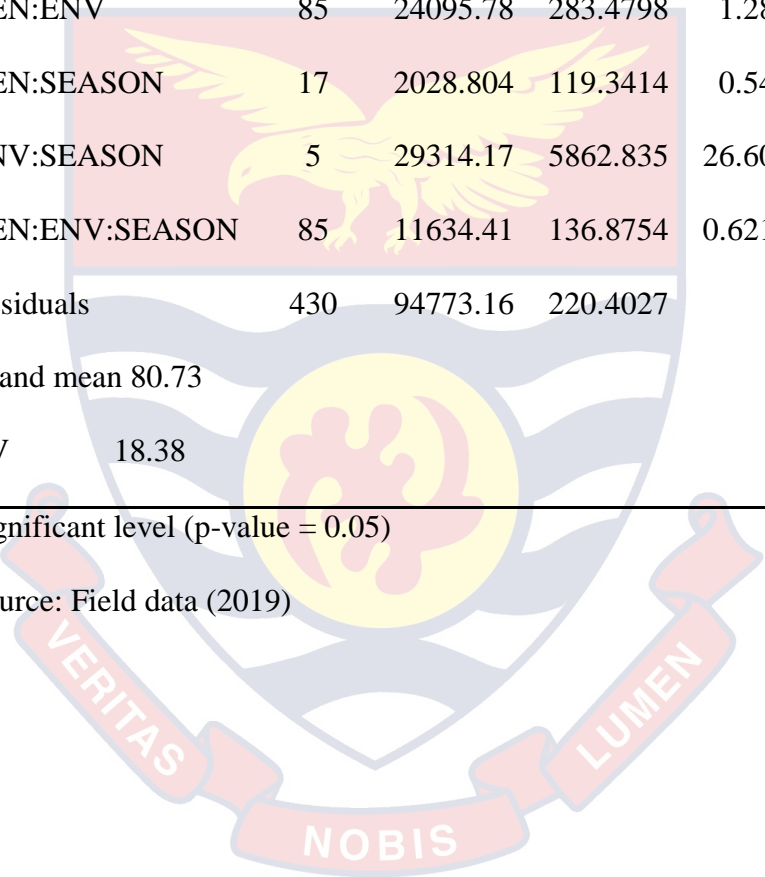 EN:ENV 85 24095.78 283.4798 1.28
EN:SEASON 17 2028.804 119.3414 0.54
NV:SEASON 5 29314.17 5862.835 26.60
EN:ENV:SEASON 85 11634.41 136.8754 0.621
siduals 430 94773.16 220.4027
and mean 80.73
V 18.38
gnificant level (p-value = 0.05)
urce: Field data (2019)
VERITAS
NOBIS
LUMEN